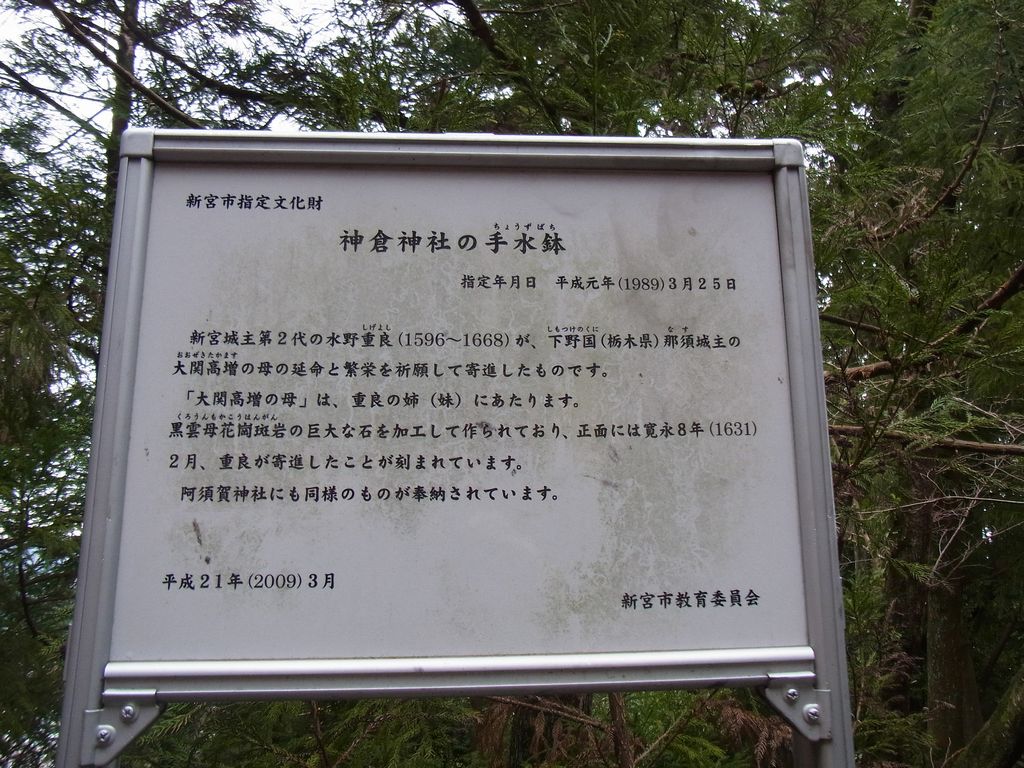 新宮市指定文化財
ちょうずばち
神倉神社の手水鉢
指定年月日　平成元年(1989)3月25日
しげよし　しもつけのくに　なす
新宮城主第2代の水野重良(1596～1668)が、下野国(栃木県)那須城主の
おおぜきたかます
大関高増の母の延命と繁栄を祈願して寄進したものです。
「大関高増の母」は、重良の姉（妹）にあたります。
くろうんもかこうはんがん
黒雲母花崗斑岩の巨大な石を加工して作られており、正面には寛永8年(1631)
2月、重良が寄進したことが刻まれています。
阿須賀神社にも同様のものが奉納されています。
平成21年(2009)3月
新宮市教育委員会